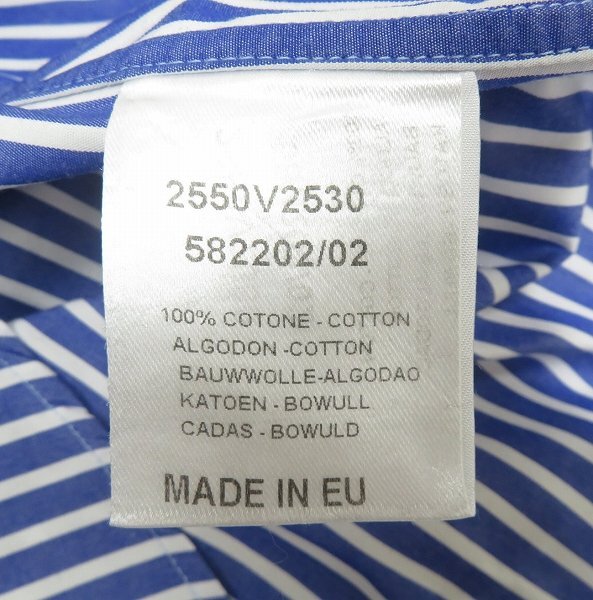 2550V2530
582202/02
100% COTONE - COTTON
ALGODON -COTTON
BAUWWOLLE-ALGODAO
KATOEN - BOWULL
CADAS - BOWULD
MADE IN EU